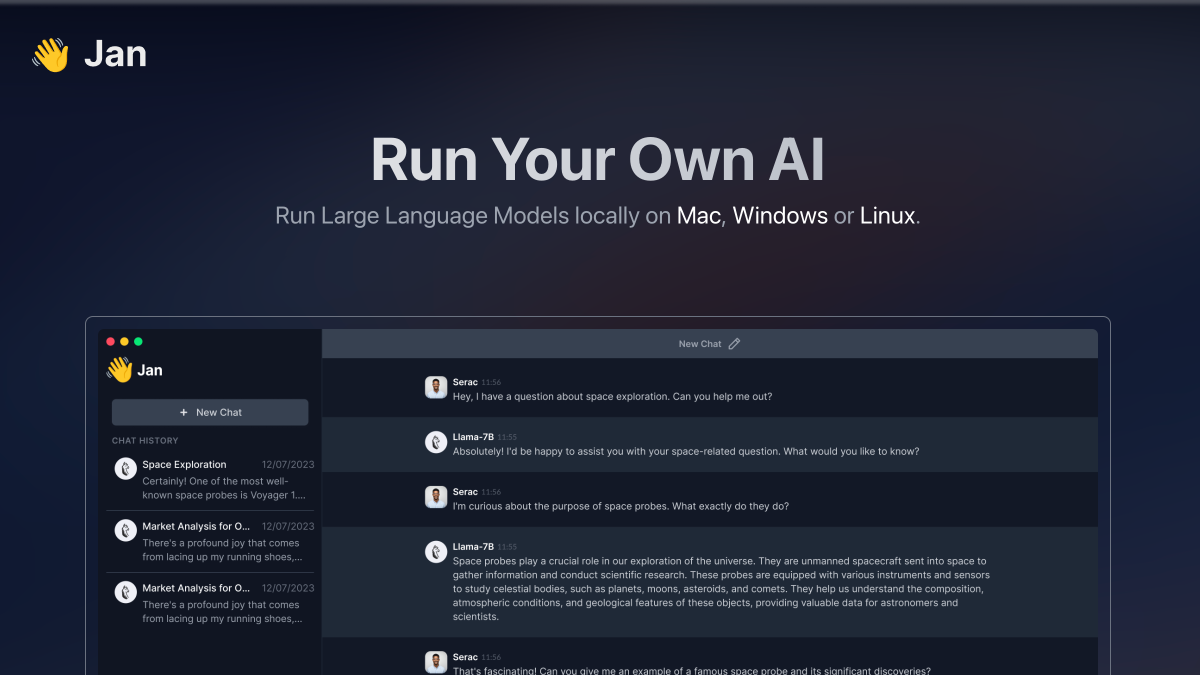 Jan
Run Your Own AI
Run Large Language Models locally on Mac, Windows or Linux.
Jan
+ New Chat
CHAT HISTORY
Space Exploration 12/07/2023
Certainly! One of the most well-
known space probes is Voyager 1....
Market Analysis for O... 12/07/2023
There's a profound joy that comes
from lacing up my running shoes,...
Market Analysis for O... 12/07/2023
There's a profound joy that comes
from lacing up my running shoes,...
New Chat
Serac 11:56
Hey, I have a question about space exploration. Can you help me out?
Llama-7B 11:55
Absolutely! I'd be happy to assist you with your space-related question. What would you like to know?
Serac 11:56
I'm curious about the purpose of space probes. What exactly do they do?
Llama-7B 11:55
Space probes play a crucial role in our exploration of the universe. They are unmanned spacecraft sent into space to
gather information and conduct scientific research. These probes are equipped with various instruments and sensors
to study celestial bodies, such as planets, moons, asteroids, and comets. They help us understand the composition,
atmospheric conditions, and geological features of these objects, providing valuable data for astronomers and
scientists.
Serac 11:56
That's fascinating! Can you give me an example of a famous space probe and its significant discoveries?